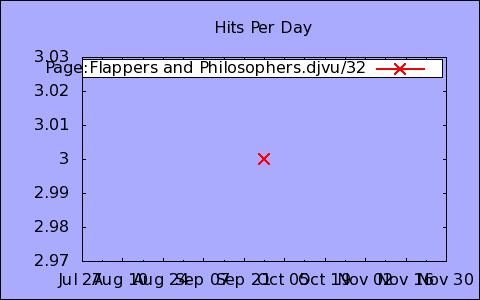 Hits Per Day
3.03
Page:Flappers and Philosophers.djvu/32
3.02
3.01
3
2.99
2.98
2.97
Jul 27 Aug 10 Aug 24 Sep 07 Sep 21 Oct 05 Oct 19 Nov 02 Nov 16 Nov 30